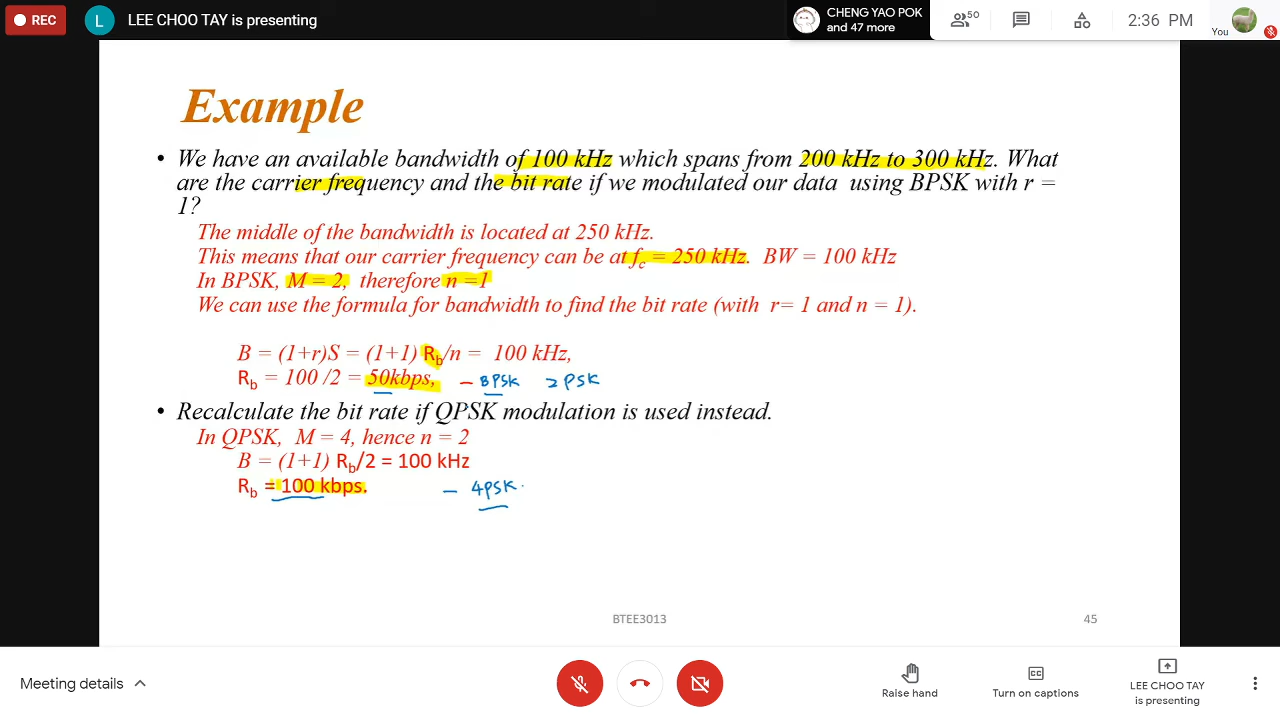 REC
L
LEE CHOO TAY is presenting
CHENG YAO POK
and 47 more
50
2:36 PM
You
Example
• We have an available bandwidth of 100 kHz which spans from 200 kHz to 300 kHz. What
are the carrier frequency and the bit rate if we modulated our data using BPSK with r =
1?
The middle of the bandwidth is located at 250 kHz.
This means that our carrier frequency can be at fc = 250 kHz. BW = 100 kHz
In BPSK, M = 2, therefore n =1
We can use the formula for bandwidth to find the bit rate (with r= 1 and n = 1).
B = (1+r)S = (1+1) Rb/n = 100 kHz,
Rb = 100 /2 = 50kbps, – BPSK 2PSK
• Recalculate the bit rate if QPSK modulation is used instead.
In QPSK, M = 4, hence n = 2
B = (1+1) Rb/2 = 100 kHz
Rb = 100 kbps. – 4PSK.
BTEE3013
45
Meeting details
Raise hand
CC
Turn on captions
LEE CHOO TAY
is presenting